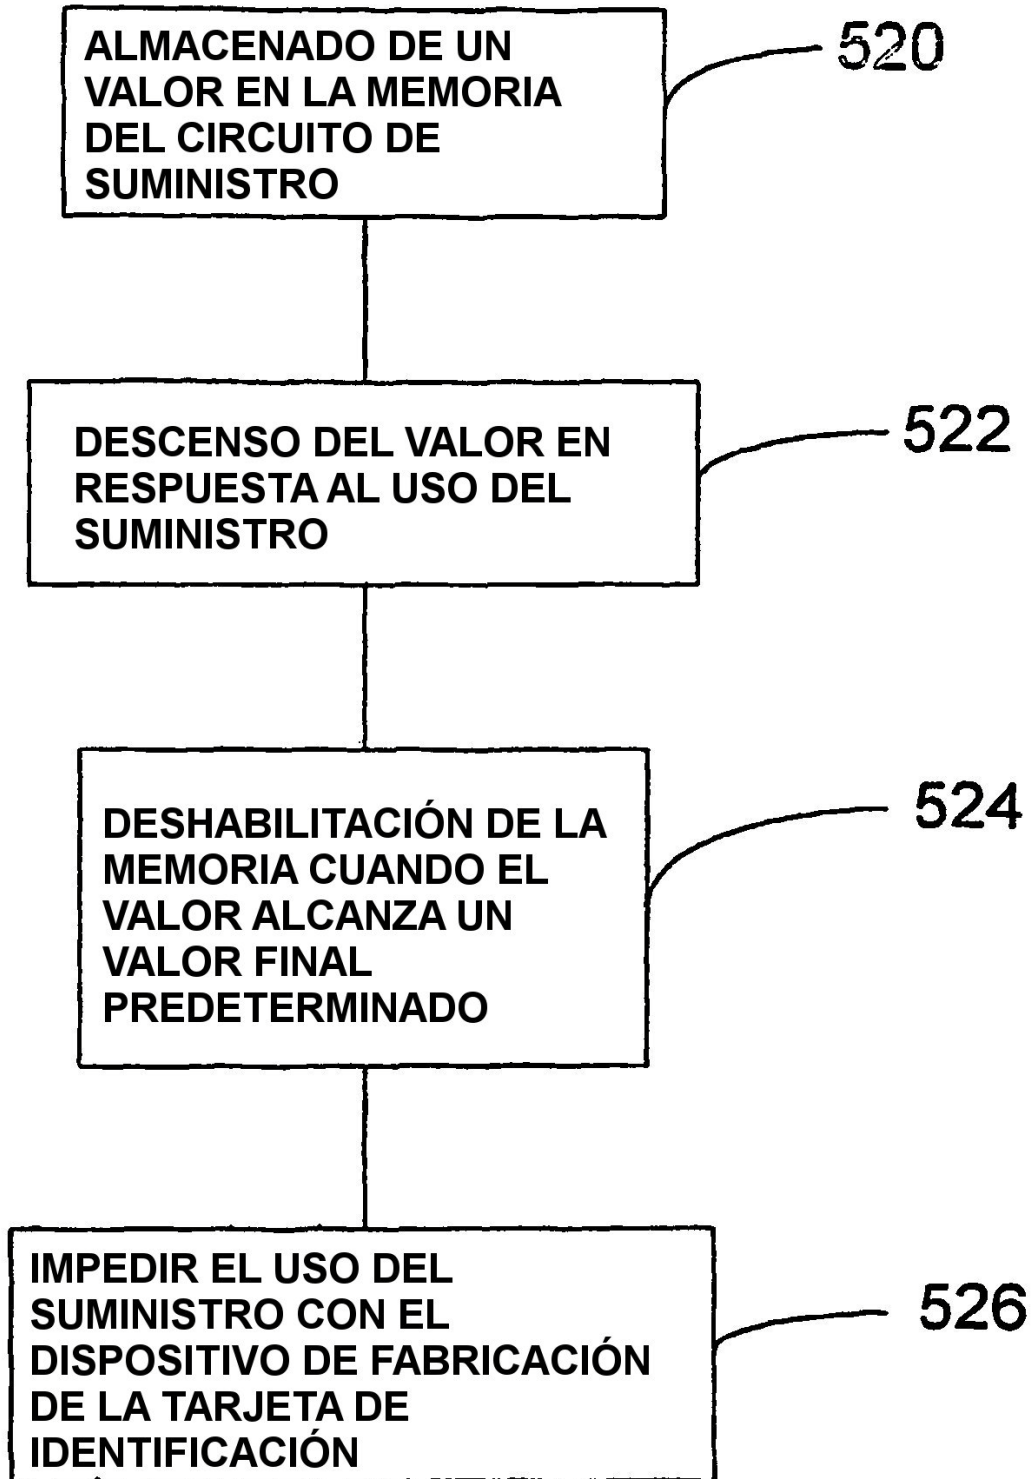 ALMACENADO DE UN
VALOR EN LA MEMORIA
DEL CIRCUITO DE
SUMINISTRO
520
DESCENSO DEL VALOR EN
RESPUESTA AL USO DEL
SUMINISTRO
522
DESHABILITACIÓN DE LA
MEMORIA CUANDO EL
VALOR ALCANZA UN
VALOR FINAL
PREDETERMINADO
524
IMPEDIR EL USO DEL
SUMINISTRO CON EL
DISPOSITIVO DE FABRICACIÓN
DE LA TARJETA DE
IDENTIFICACIÓN
526